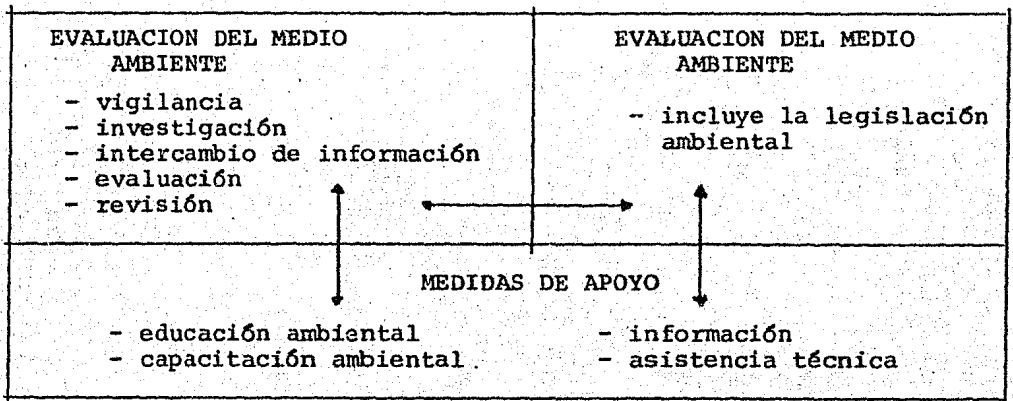 EVALUACION DEL MEDIO
AMBIENTE
- vigilancia
- investigación
- intercambio de información
- evaluación
- revisión
EVALUACION DEL MEDIO
AMBIENTE
- incluye la legislación
ambiental
MEDIDAS DE APOYO
- educación ambiental
- capacitación ambiental.
- información
- asistencia técnica